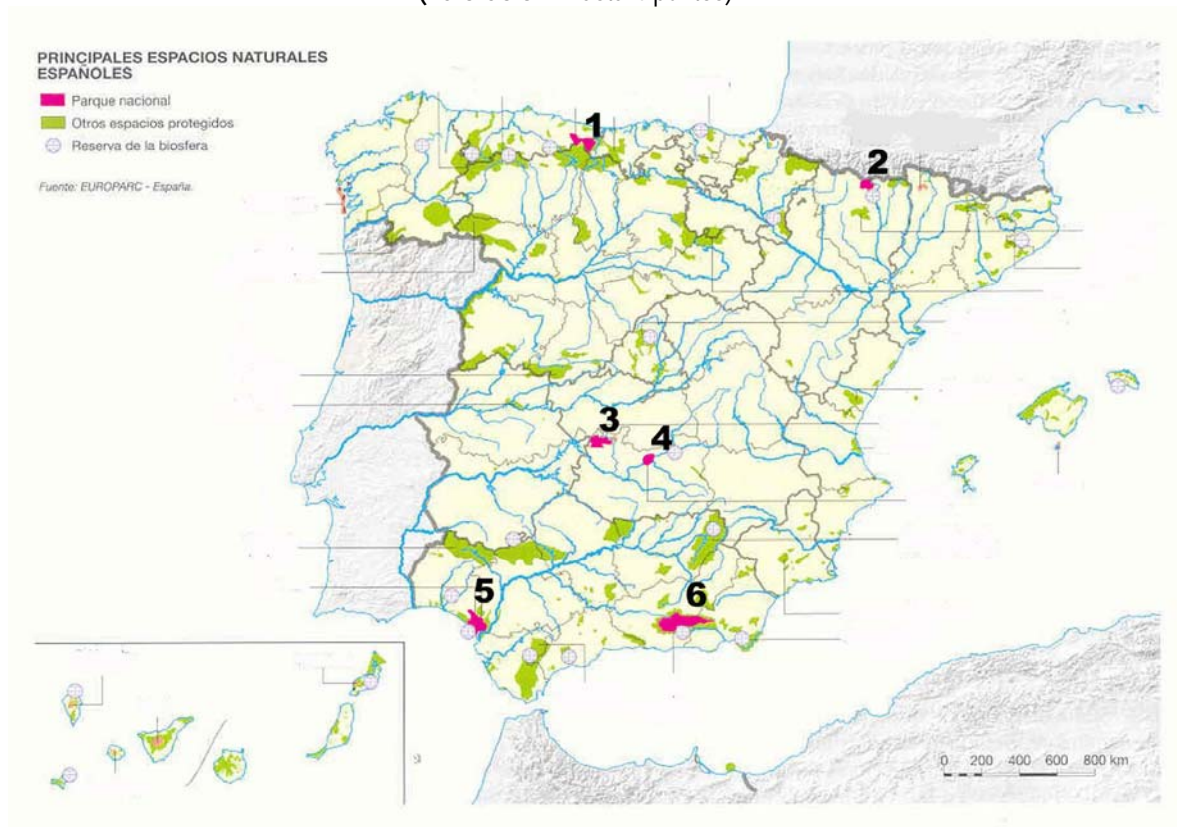 PRINCIPALES ESPACIOS NATURALES
ESPAÑOLES
Parque nacional
Otros espacios protegidos
Reserva de la biosfera
Fuente: EUROPARC - España.
1
2
3
4
5
6
0 200 400 600 800 km